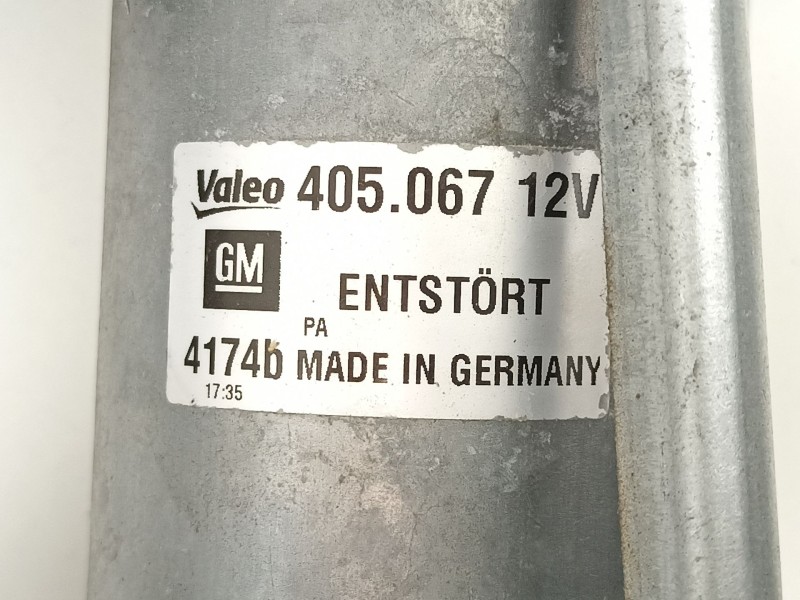 Valeo 405.067 12V
GM ENTSTÖRT
PA
4174b MADE IN GERMANY
17:35